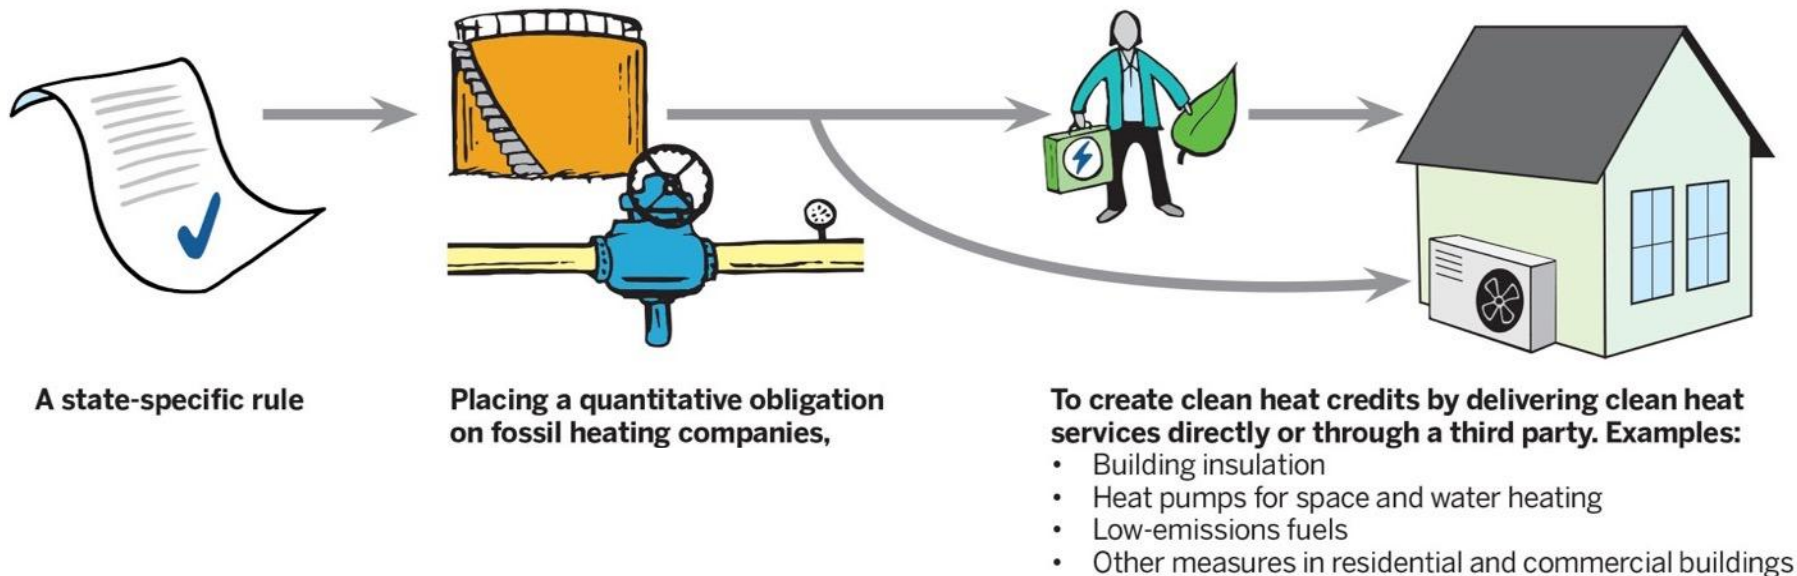 A state-specific rule
Placing a quantitative obligation
on fossil heating companies,
To create clean heat credits by delivering clean heat
services directly or through a third party. Examples:
• Building insulation
• Heat pumps for space and water heating
• Low-emissions fuels
• Other measures in residential and commercial buildings